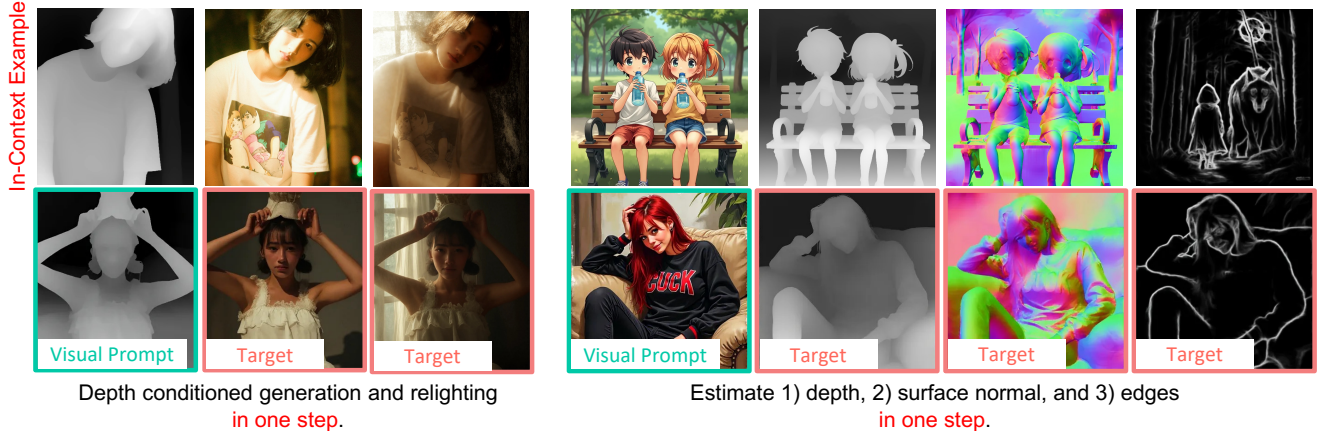 In-Context Example
Visual Prompt
Target
Target
CUCK
Visual Prompt
Target
Target
Target
Depth conditioned generation and relighting
in one step.
Estimate 1) depth, 2) surface normal, and 3) edges
in one step.